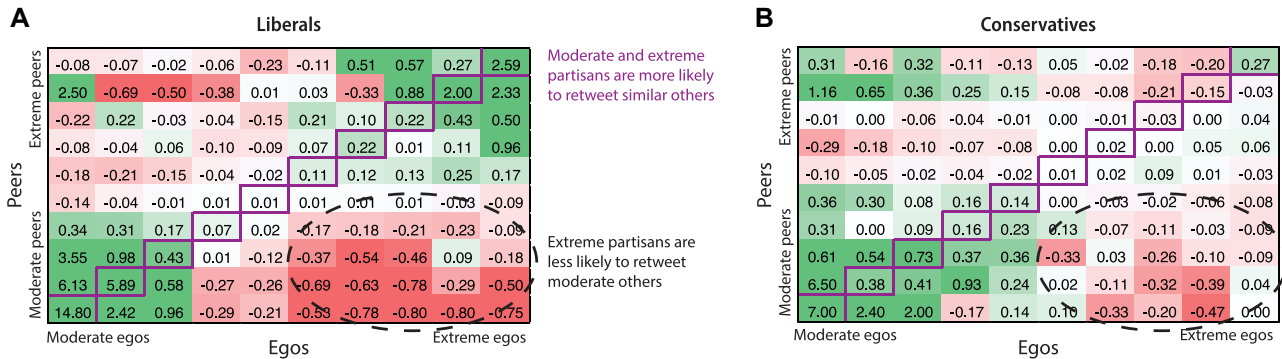 A
Liberals
Extreme peers
Peers
Moderate peers
-0.08 -0.07 -0.02 -0.06 -0.23 -0.11 0.51 0.57 0.27 2.59
2.50 -0.69 -0.50 -0.38 0.01 0.03 -0.33 0.88 2.00 2.33
-0.22 0.22 -0.03 -0.04 -0.15 0.21 0.10 0.22 0.43 0.50
-0.08 -0.04 0.06 -0.10 -0.09 0.07 0.22 0.01 0.11 0.96
-0.18 -0.21 -0.15 -0.04 -0.02 0.11 0.12 0.13 0.25 0.17
-0.14 -0.04 -0.01 0.01 0.01 0.01 0.01 0.01 -0.03 -0.09
0.34 0.31 0.17 0.07 0.02 -0.17 -0.18 -0.21 -0.23 -0.09
3.55 0.98 0.43 0.01 -0.12 -0.37 -0.54 -0.46 0.09 -0.18
6.13 5.89 0.58 -0.27 -0.26 -0.69 -0.63 -0.78 -0.29 -0.50
14.80 2.42 0.96 -0.29 -0.21 -0.53 -0.78 -0.80 -0.80 -0.75
Moderate egos
Egos
Extreme egos
Moderate and extreme
partisans are more likely
to retweet similar others
Extreme partisans are
less likely to retweet
moderate others
B
Conservatives
Extreme peers
Peers
Moderate peers
0.31 -0.16 0.32 -0.11 -0.13 0.05 -0.02 -0.18 -0.20 0.27
1.16 0.65 0.36 0.25 0.15 -0.08 -0.08 -0.21 -0.15 -0.03
-0.01 0.00 -0.06 -0.04 -0.01 0.00 -0.01 -0.03 0.00 0.04
-0.29 -0.18 -0.10 -0.07 -0.08 0.00 0.02 0.00 0.05 0.06
-0.10 -0.05 -0.02 -0.02 -0.02 0.01 0.02 0.09 0.01 -0.03
0.36 0.30 0.08 0.16 0.14 0.00 -0.03 -0.02 -0.06 -0.08
0.31 0.00 0.09 0.16 0.23 0.13 -0.07 -0.11 -0.03 -0.09
0.61 0.54 0.73 0.37 0.36 -0.33 0.03 -0.26 -0.10 -0.09
6.50 0.38 0.41 0.93 0.24 0.02 -0.11 -0.32 -0.39 0.04
7.00 2.40 2.00 -0.17 0.14 0.10 -0.33 -0.20 -0.47 0.00
Moderate egos
Egos
Extreme egos